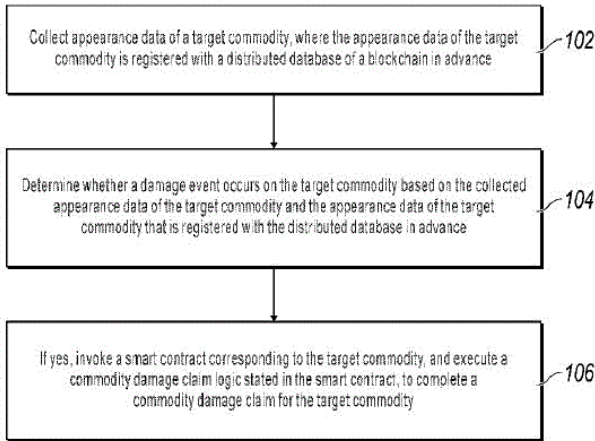 Collect appearance data of a target commodity, where the appearance data of the target
commodity is registered with a distributed database of a blockchain in advance
102
Determine whether a damage event occurs on the target commodity based on the collected
appearance data of the target commodity and the appearance data of the target
commodity that is registered with the distributed database in advance
104
If yes, invoke a smart contract corresponding to the target commodity, and execute a
commodity damage claim logic stated in the smart contract, to complete a
commodity damage claim for the target commodity
106